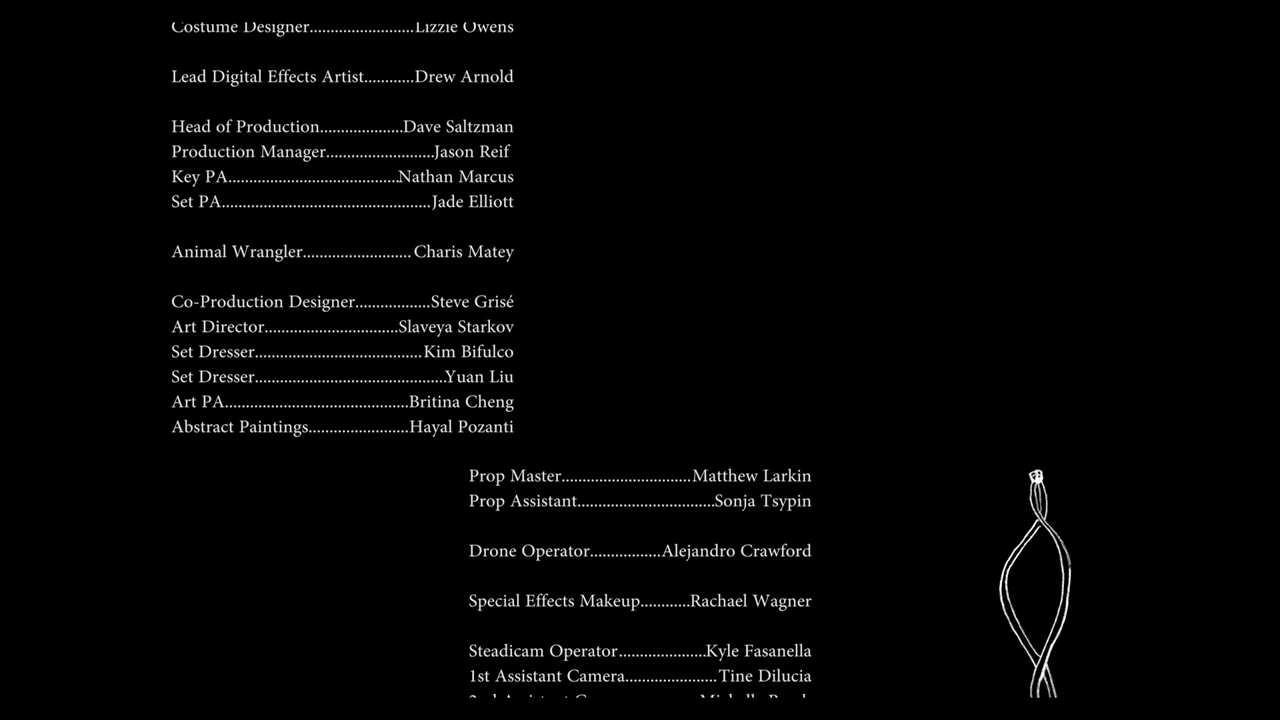 Costume Designer.........................Lizzie Owens
Lead Digital Effects Artist............Drew Arnold
Head of Production....................Dave Saltzman
Production Manager..........................Jason Reif
Key PA.........................................Nathan Marcus
Set PA..................................................Jade Elliott
Animal Wrangler..........................Charis Matey
Co-Production Designer..................Steve Grisé
Art Director................................Slaveya Starkov
Set Dresser........................................Kim Bifulco
Set Dresser..............................................Yuan Liu
Art PA............................................Britina Cheng
Abstract Paintings........................Hayal Pozanti
Prop Master...............................Matthew Larkin
Prop Assistant.................................Sonja Tsypin
Drone Operator.................Alejandro Crawford
Special Effects Makeup............Rachael Wagner
Steadicam Operator.....................Kyle Fasanella
1st Assistant Camera......................Tine Dilucia